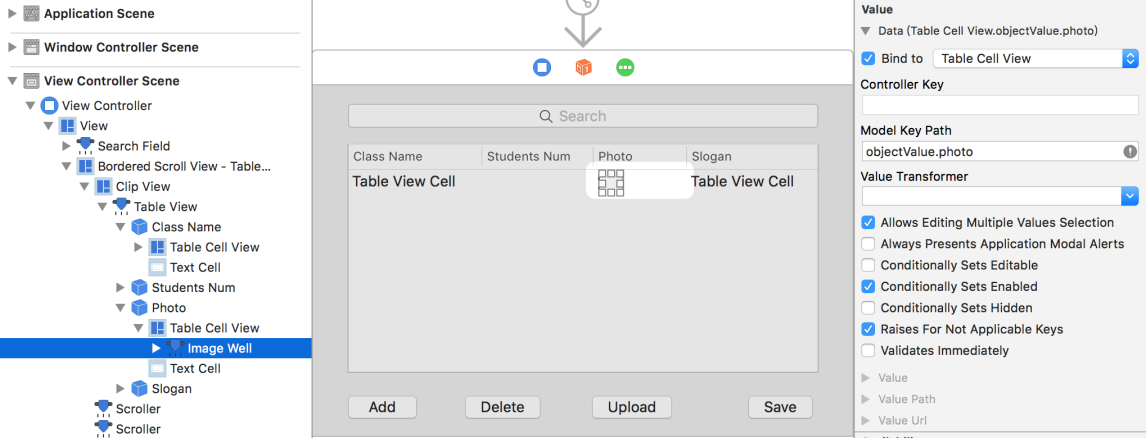 Application Scene
Window Controller Scene
View Controller Scene
View Controller
View
Search Field
Bordered Scroll View - Table...
Clip View
Table View
Class Name
Table Cell View
Text Cell
Students Num
Photo
Table Cell View
Image Well
Text Cell
Slogan
Scroller
Scroller
Search
Class Name Students Num Photo Slogan
Table View Cell Table View Cell
Add Delete Upload Save
Value
Data (Table Cell View.objectValue.photo)
Bind to Table Cell View
Controller Key
Model Key Path
objectValue.photo
Value Transformer
Allows Editing Multiple Values Selection
Always Presents Application Modal Alerts
Conditionally Sets Editable
Conditionally Sets Enabled
Conditionally Sets Hidden
Raises For Not Applicable Keys
Validates Immediately
Value
Value Path
Value Url